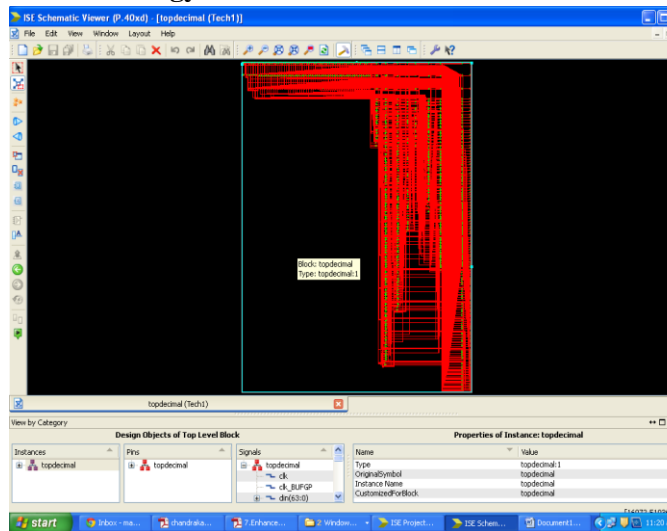 ISE Schematic Viewer (P.40xd) - [topdecimal (Tech1)]
File Edit View Window Layout Help
Block: topdecimal
Type: topdecimal:1
topdecimal (Tech1)
View by Category
Design Objects of Top Level Block
Properties of Instance: topdecimal
Instances
Pins
Signals
Name
Value
topdecimal
topdecimal
topdecimal
clk
clk_BUFGP
din(63:0)
Type
topdecimal:1
OriginalSymbol
topdecimal
Instance Name
topdecimal
CustomizedForBlock
topdecimal
start
Inbox - ma...
chandraka...
7.Enhance...
2 Window...
ISE Project...
ISE Schem...
Document1...
11:20